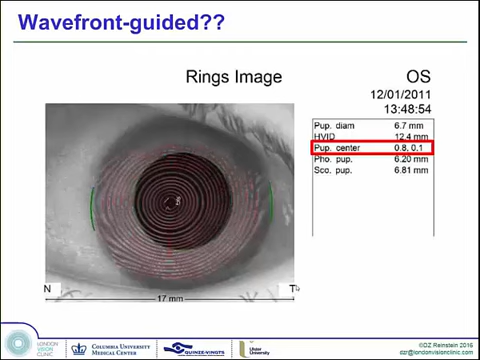 Wavefront-guided??
Rings Image
OS
12/01/2011
13:48:54
Pup. diam 6.7 mm
HVID 12.4 mm
Pup. center 0.8, 0.1
Pho. pup. 6.20 mm
Sco. pup. 6.81 mm
N
T
17 mm
LONDON
VISION
CLINIC
COLUMBIA UNIVERSITY
MEDICAL CENTER
QUINZE-VINGTS
Ulster
University
©DZ Reinstein 2016
dzr@londonvisionclinic.com